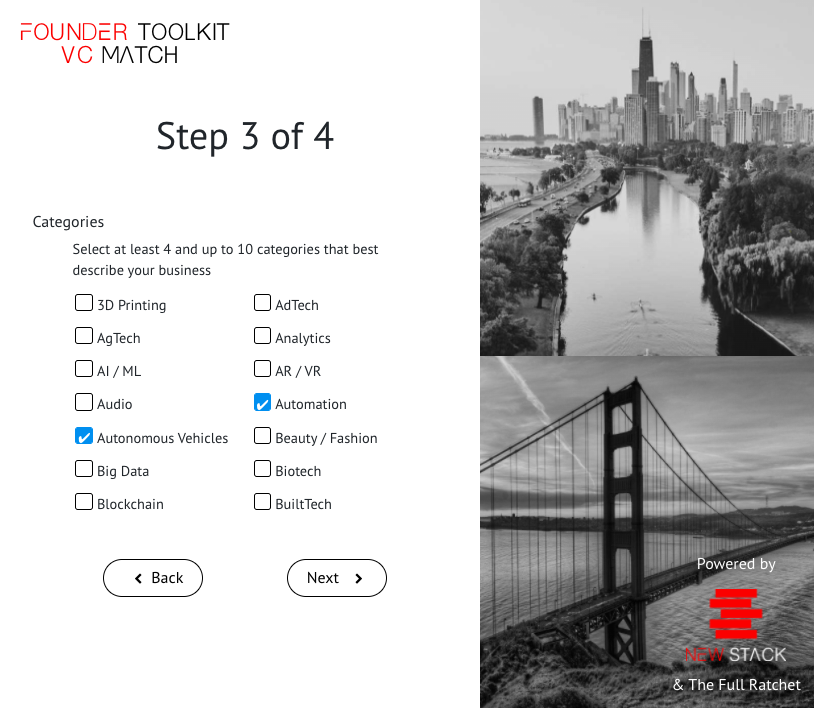 FOUNDER TOOLKIT
VC MATCH
Step 3 of 4
Categories
Select at least 4 and up to 10 categories that best
describe your business
3D Printing
AdTech
AgTech
Analytics
AI / ML
AR / VR
Audio
Automation
Autonomous Vehicles
Beauty / Fashion
Big Data
Biotech
Blockchain
BuiltTech
Back
Next
Powered by
NEW STACK
& The Full Ratchet